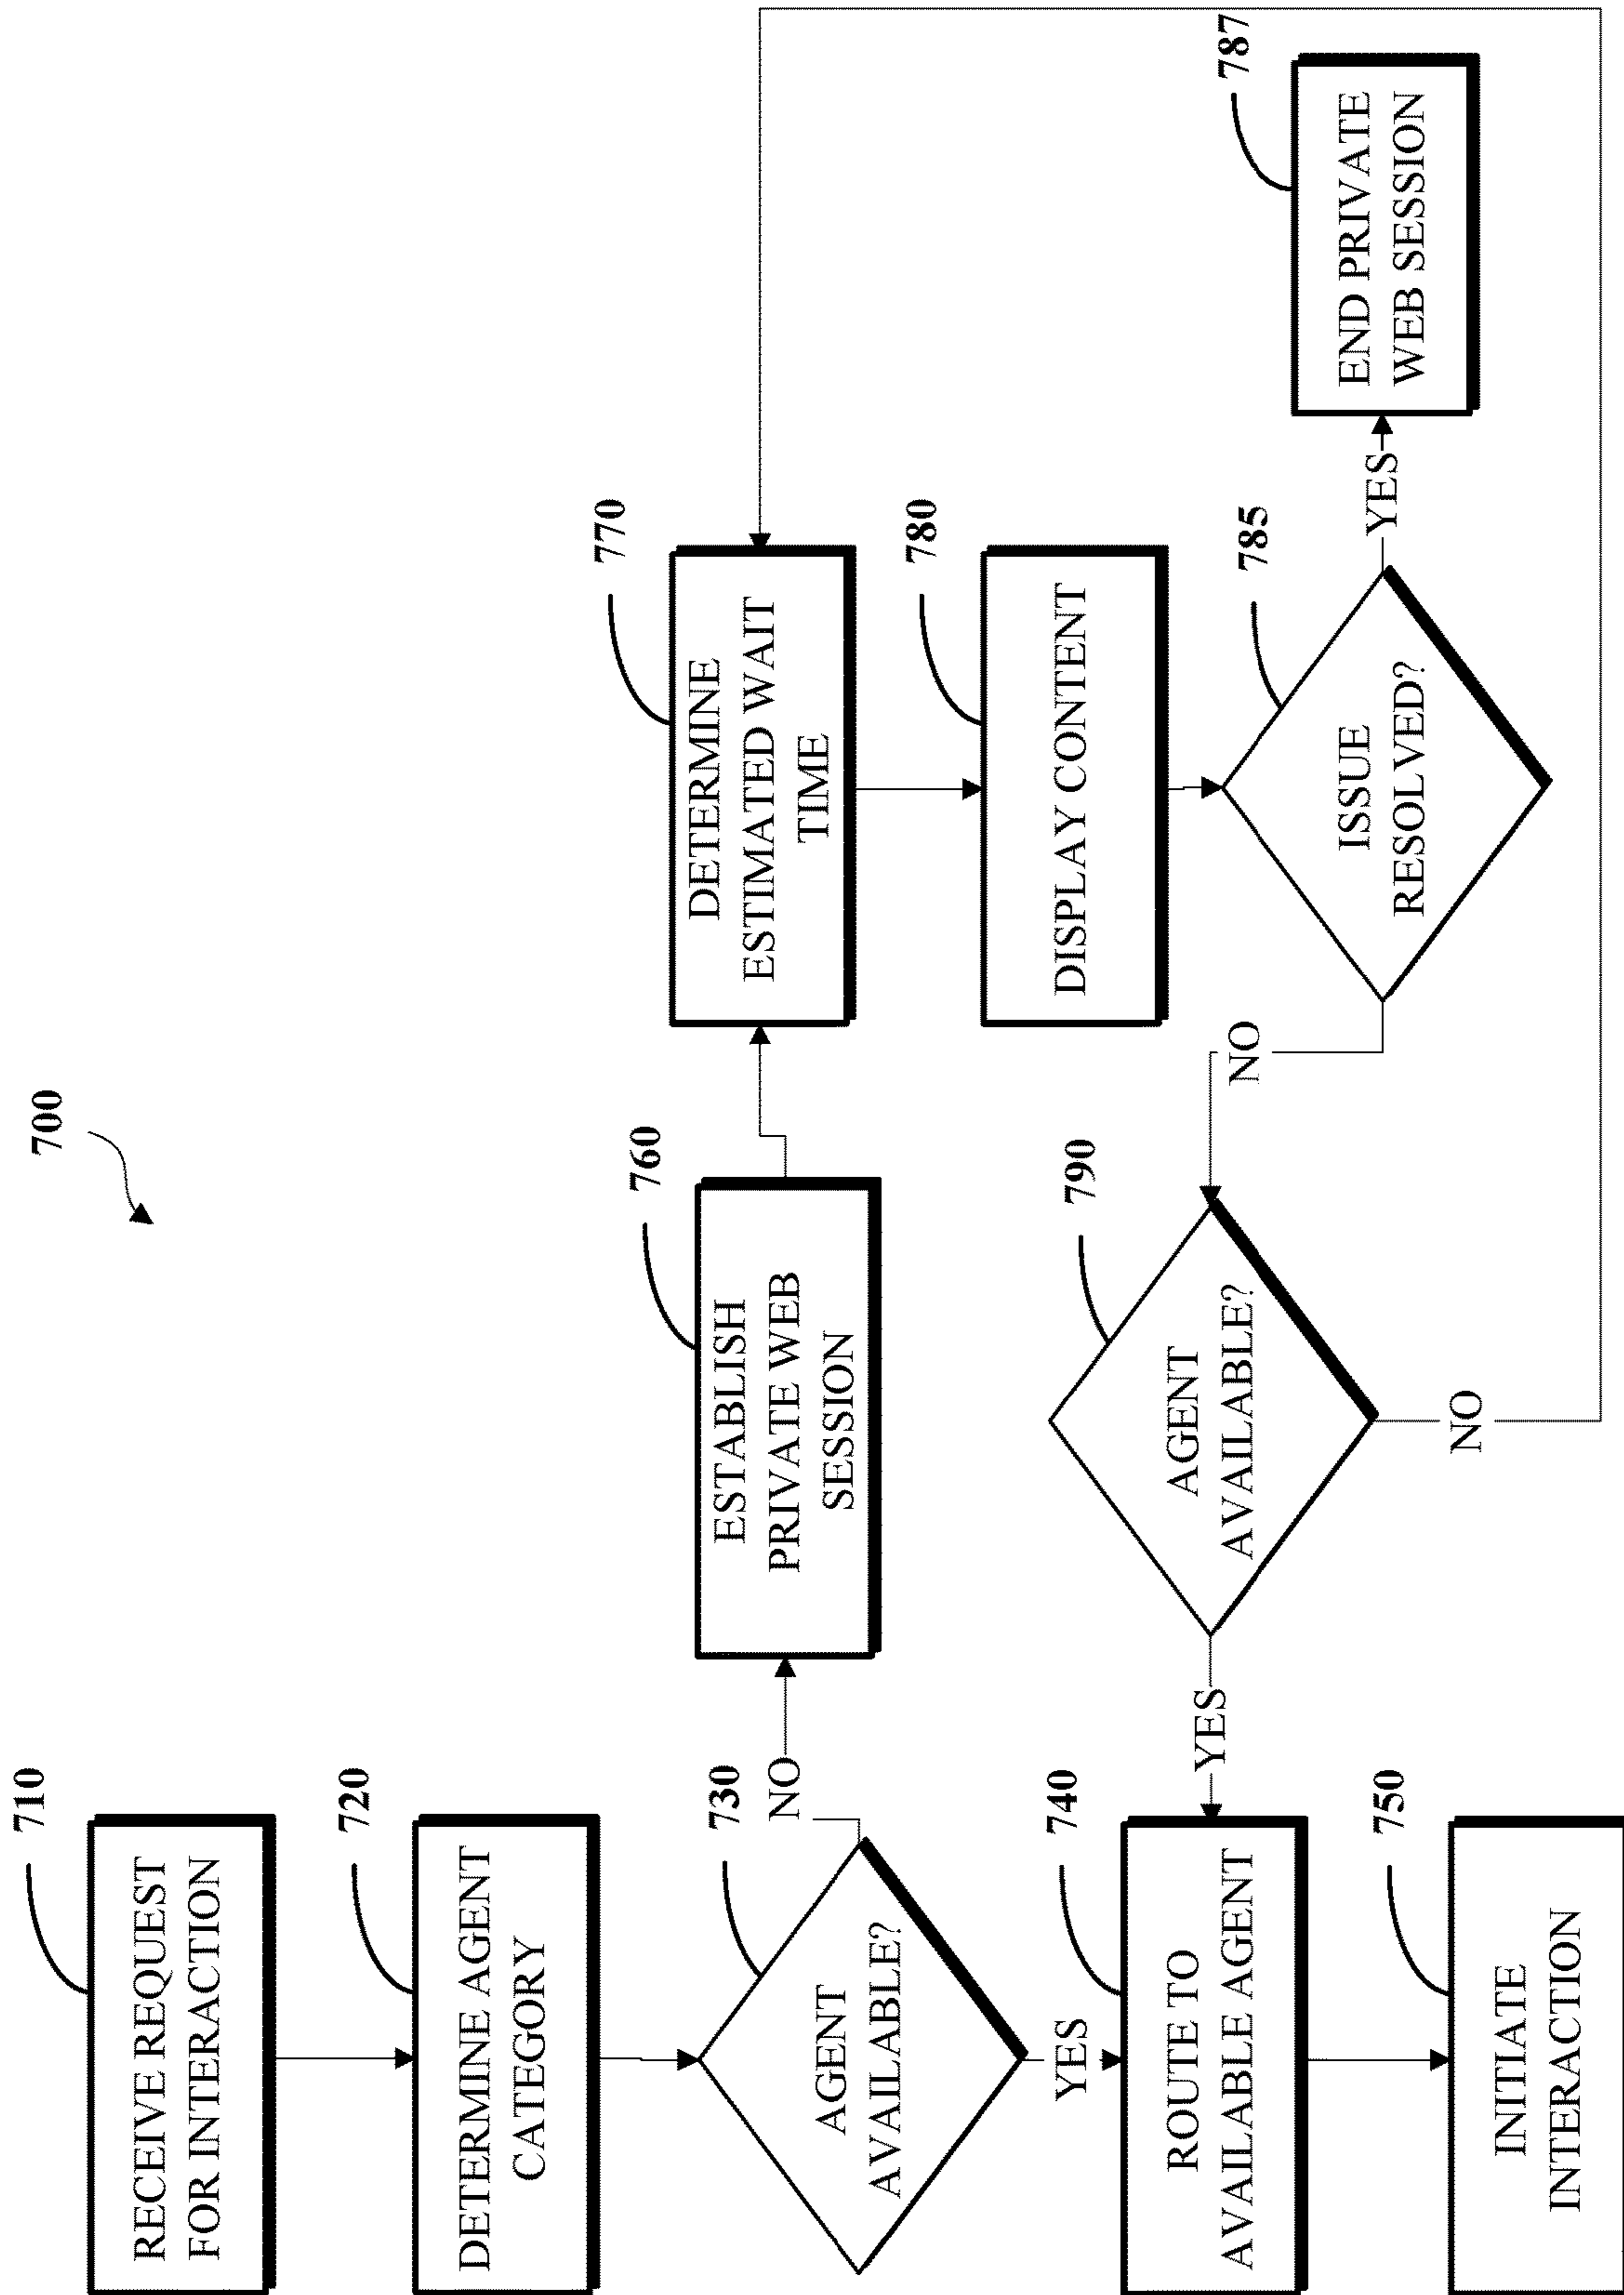 700
710
RECEIVE REQUEST
FOR INTERACTION
720
DETERMINE AGENT
CATEGORY
730
AGENT
AVAILABLE?
NO
YES
740
ROUTE TO
AVAILABLE AGENT
750
INITIATE
INTERACTION
760
ESTABLISH
PRIVATE WEB
SESSION
770
DETERMINE
ESTIMATED WAIT
TIME
780
DISPLAY CONTENT
785
ISSUE
RESOLVED?
YES
787
END PRIVATE
WEB SESSION
NO
790
AGENT
AVAILABLE?
YES
NO